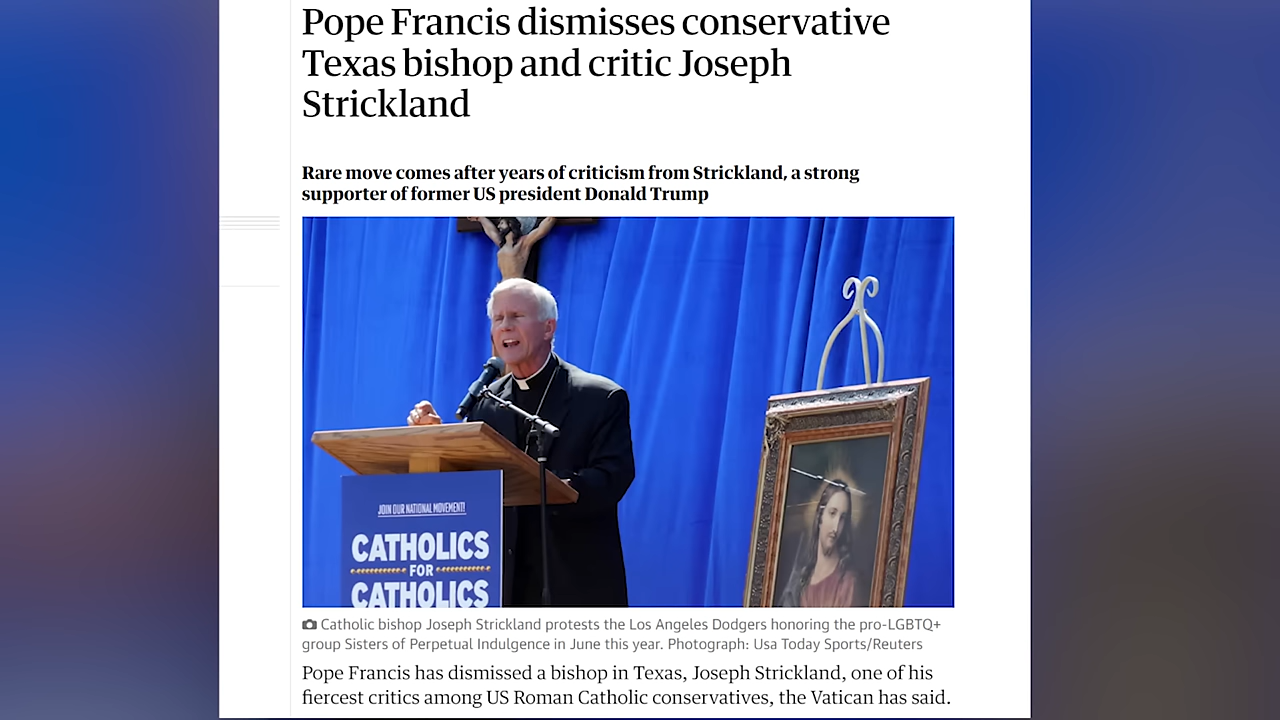 Pope Francis dismisses conservative
Texas bishop and critic Joseph
Strickland
Rare move comes after years of criticism from Strickland, a strong
supporter of former US president Donald Trump
JOIN OUR NATIONAL MOVEMENT!
CATHOLICS
FOR
CATHOLICS
Catholic bishop Joseph Strickland protests the Los Angeles Dodgers honoring the pro-LGBTQ+
group Sisters of Perpetual Indulgence in June this year. Photograph: Usa Today Sports/Reuters
Pope Francis has dismissed a bishop in Texas, Joseph Strickland, one of his
fiercest critics among US Roman Catholic conservatives, the Vatican has said.